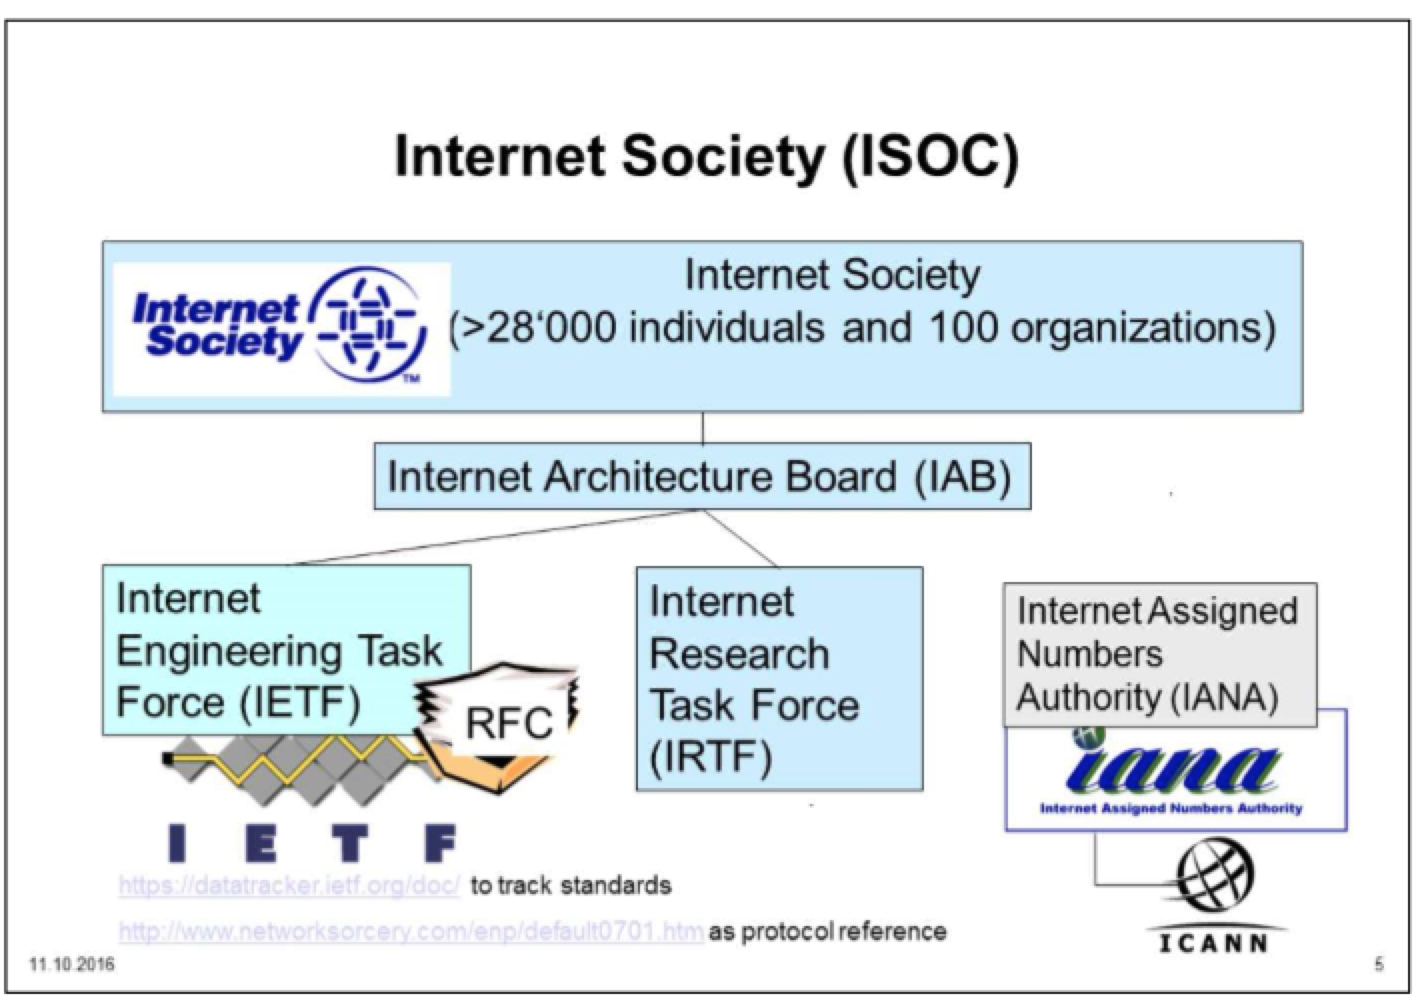 Internet Society (ISOC)
Internet
Society
TM
Internet Society
(>28‘000 individuals and 100 organizations)
Internet Architecture Board (IAB)
Internet
Engineering Task
Force (IETF)
RFC
I E T F
Internet
Research
Task Force
(IRTF)
Internet Assigned
Numbers
Authority (IANA)
iana
Internet Assigned Numbers Authority
ICANN
https://datatracker.ietf.org/doc/ to track standards
http://www.networksorcery.com/enp/default0701.htm as protocol reference
11.10.2016
5